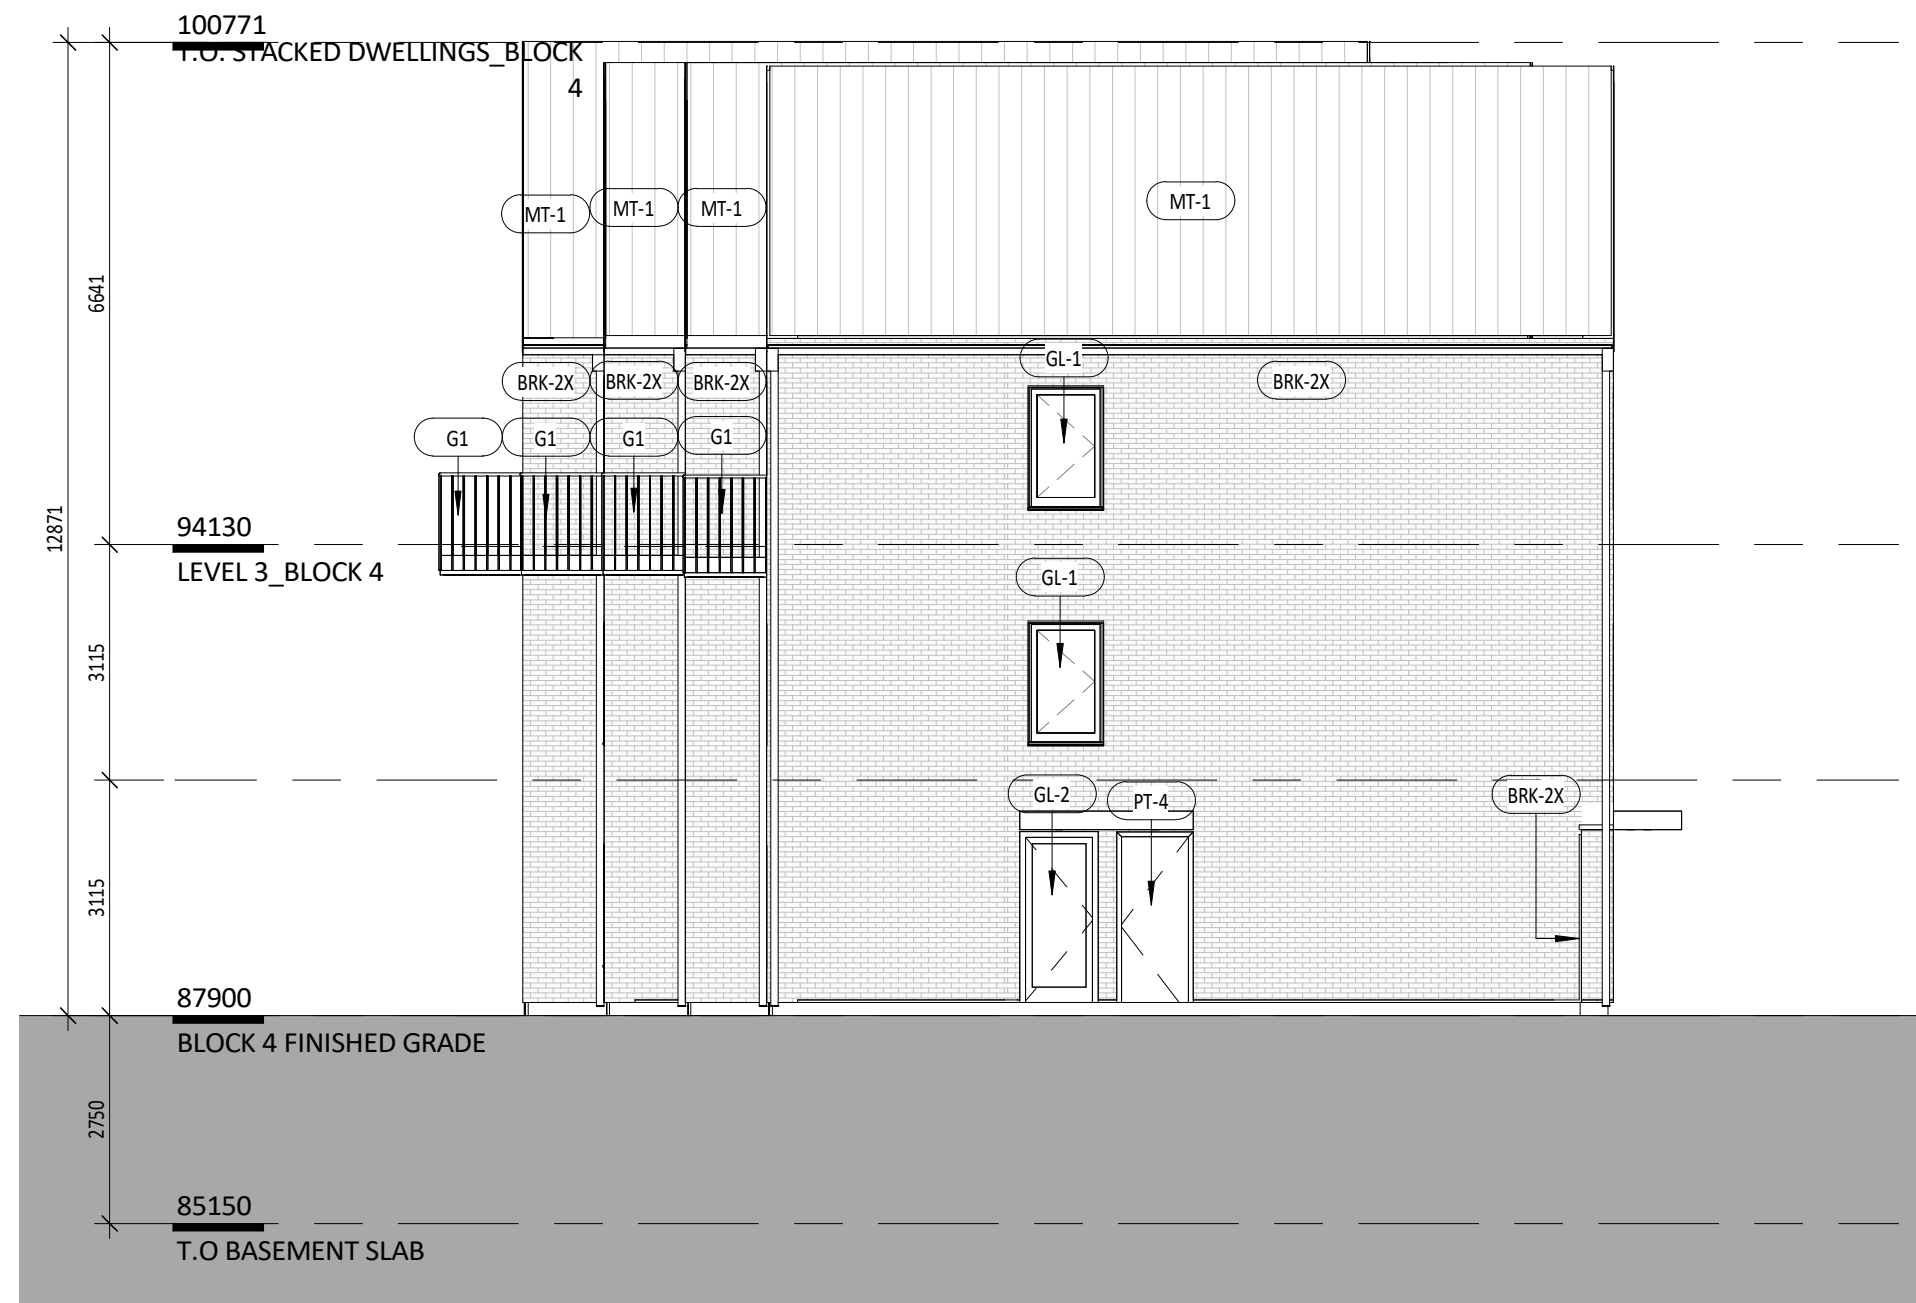 100771
T.O. STACKED DWELLINGS_BLOCK
4
MT-1
MT-1
MT-1
MT-1
6641
GL-1
BRK-2X
BRK-2X
BRK-2X
BRK-2X
G1
G1
G1
G1
12871
94130
LEVEL 3_BLOCK 4
GL-1
3115
GL-2
PT-4
BRK-2X
3115
87900
BLOCK 4 FINISHED GRADE
2750
85150
T.O BASEMENT SLAB